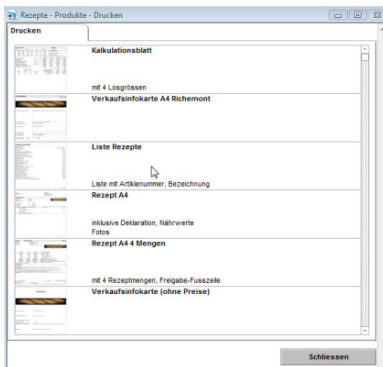 Rezepte - Produkte - Drucken
Drucken
Kalkulationsblatt
mit 4 Losgrössen
Verkaufsinfokarte A4 Richemont
Liste Rezepte
Liste mit Artiklenummer, Bezeichnung
Rezept A4
inklusive Deklaration, Nährwerte
Fotos
Rezept A4 4 Mengen
mit 4 Rezeptmengen, Freigabe-Fusszeile
Verkaufsinfokarte (ohne Preise)
Schliessen